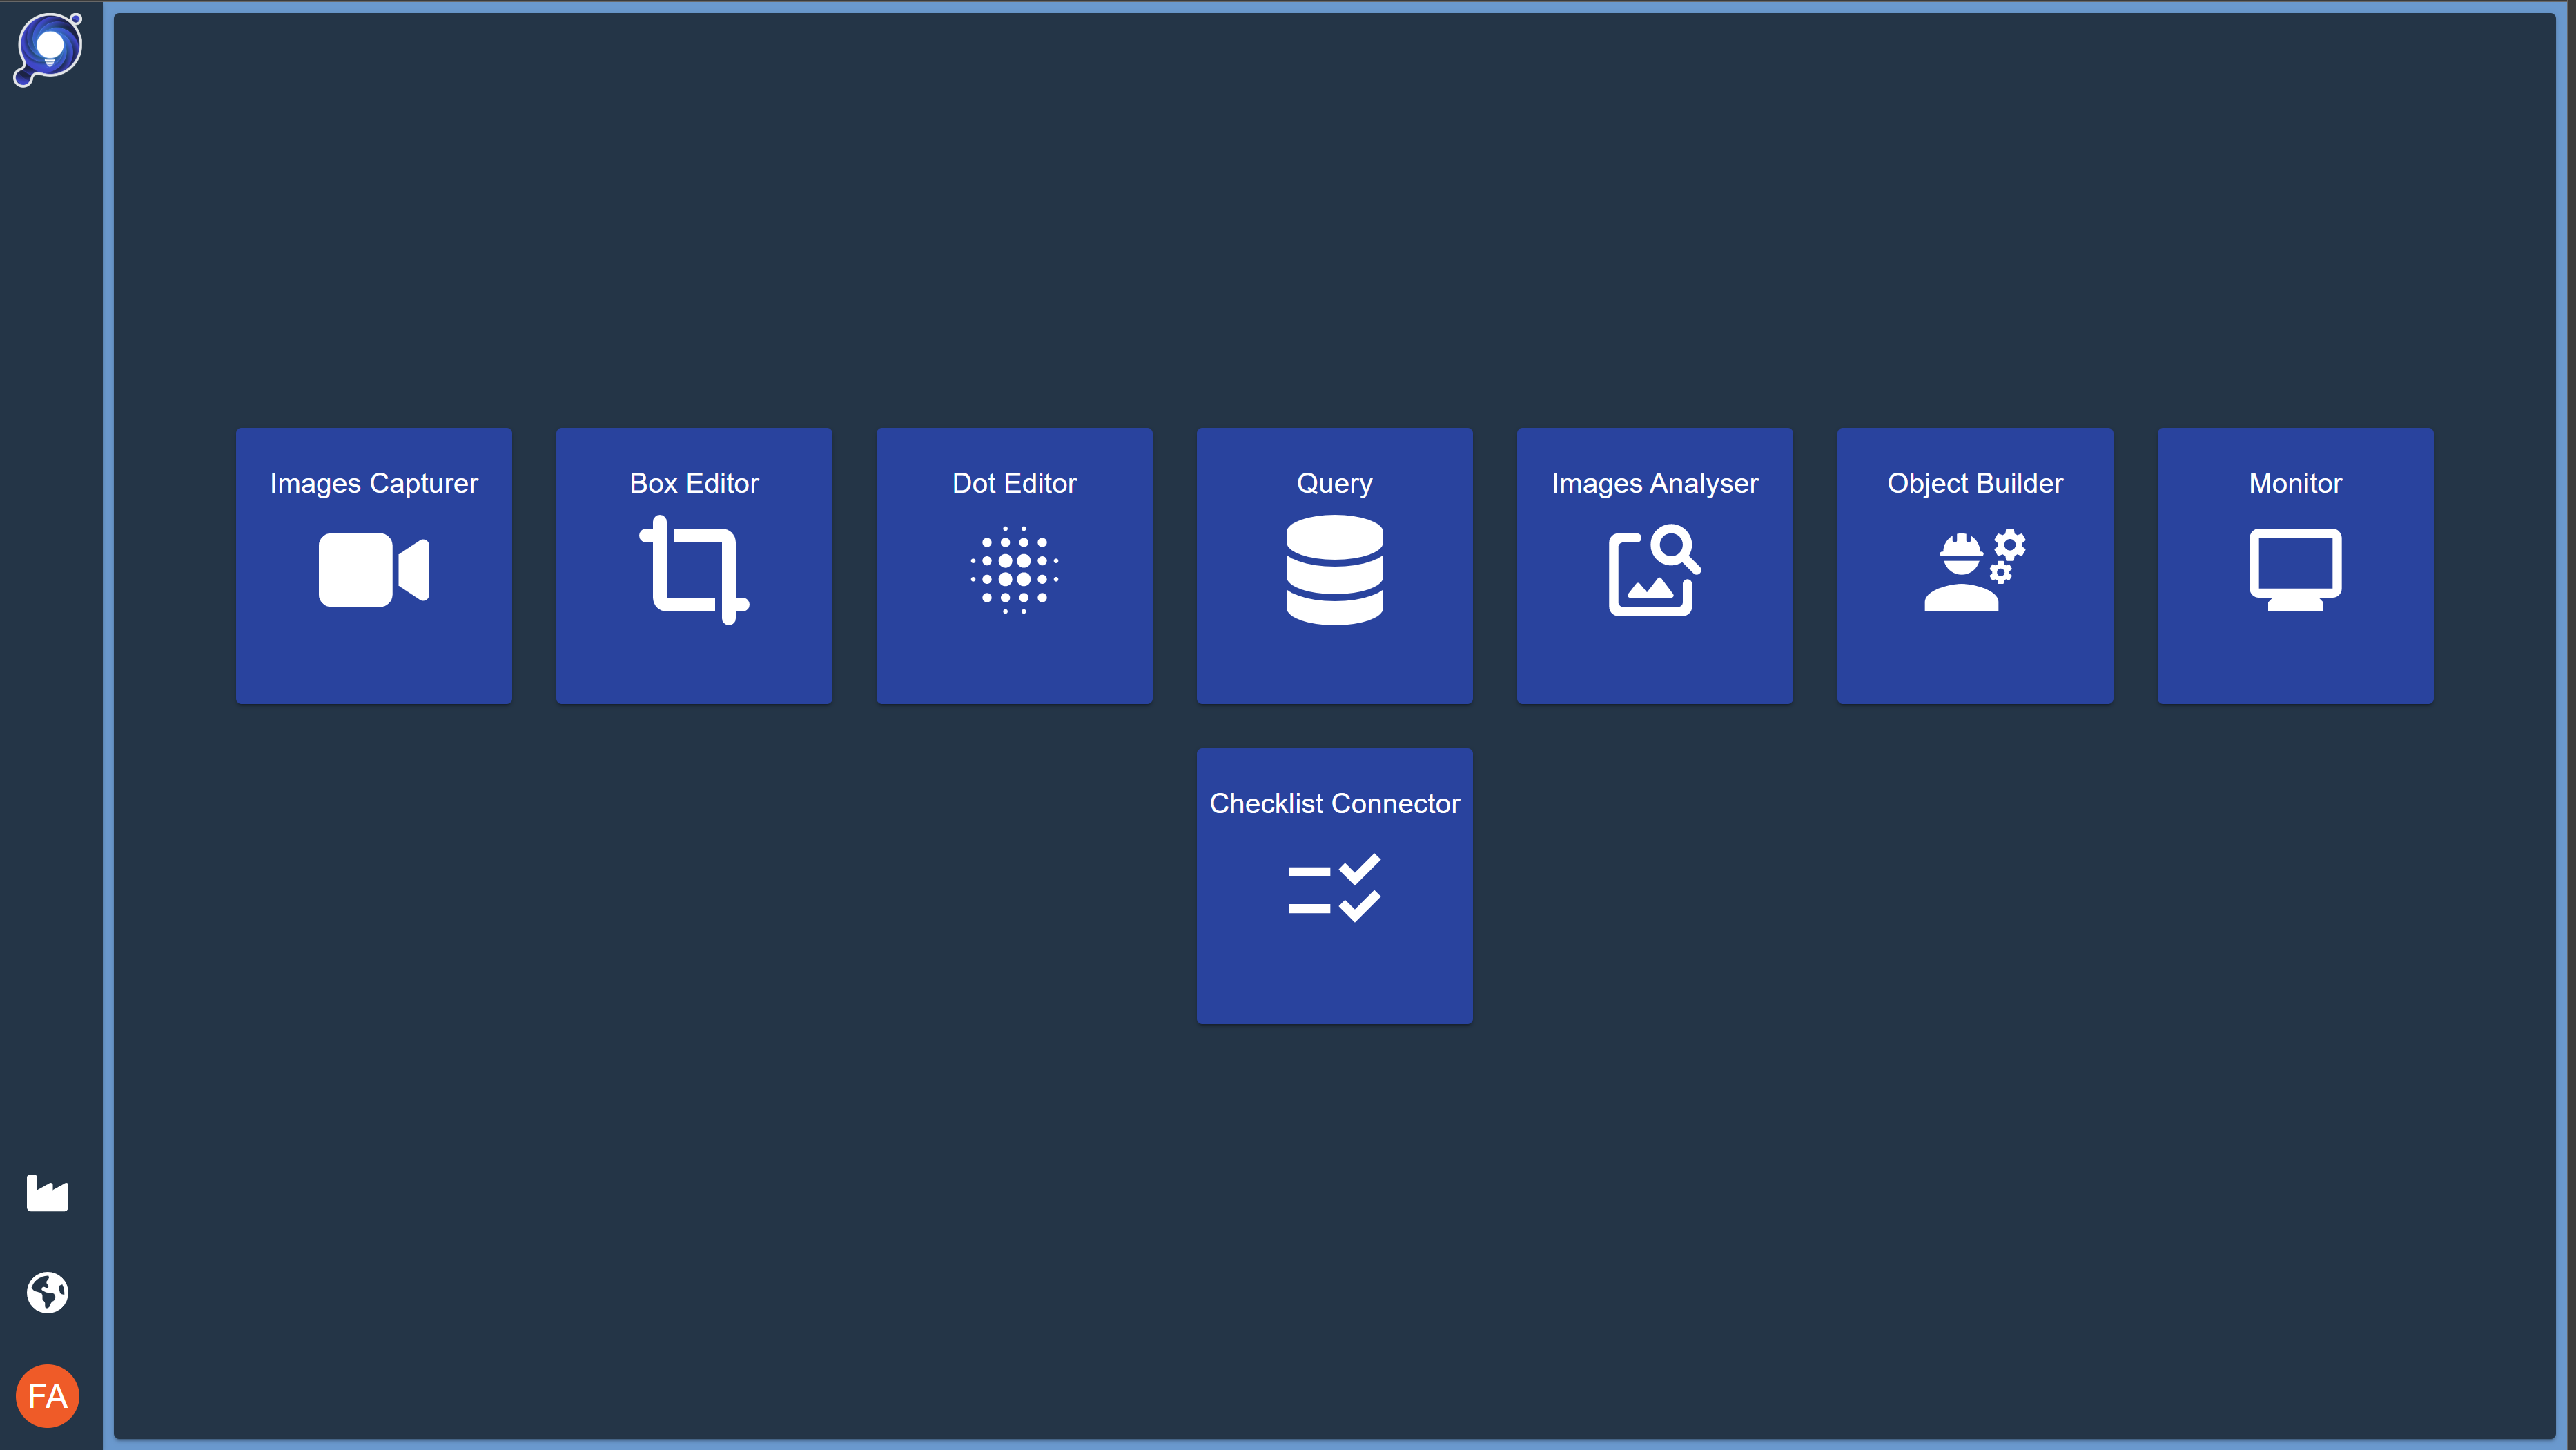 Images Capturer
Box Editor
Dot Editor
Query
Images Analyser
Object Builder
Monitor
Checklist Connector
FA